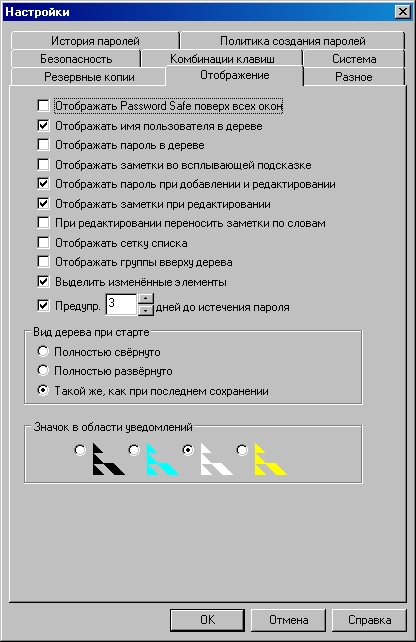 Настройки
История паролей
Политика создания паролей
Безопасность
Комбинации клавиш
Система
Резервные копии
Отображение
Разное
Отображать Password Safe поверх всех окон
Отображать имя пользователя в дереве
Отображать пароль в дереве
Отображать заметки во всплывающей подсказке
Отображать пароль при добавлении и редактировании
Отображать заметки при редактировании
При редактировании переносить заметки по словам
Отображать сетку списка
Отображать группы вверху дерева
Выделить изменённые элементы
Предупр. 3 дней до истечения пароля
Вид дерева при старте
Полностью свёрнуто
Полностью развёрнуто
Такой же, как при последнем сохранении
Значок в области уведомлений
OK
Отмена
Справка